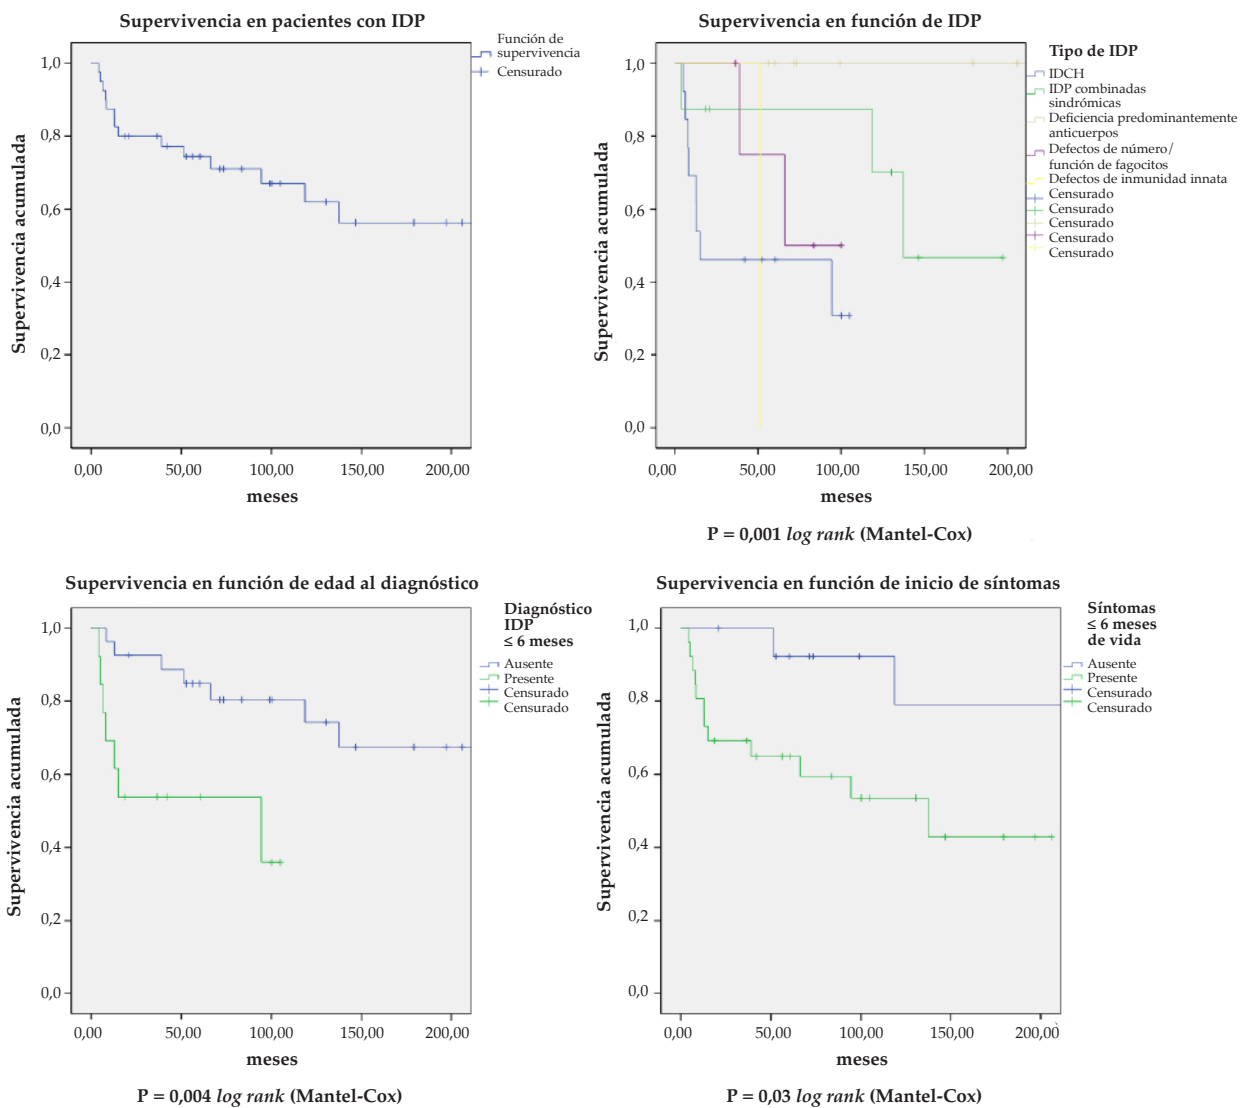 Supervivencia en pacientes con IDP
Función de
supervivencia
Censurado
1,0
0,8
0,6
0,4
0,2
0,0
Supervivencia acumulada
0,00 50,00 100,00 150,00 200,00
meses
Supervivencia en función de IDP
Tipo de IDP
IDCH
IDP combinadas
sindrómicas
Deficiencia predominantemente
anticuerpos
Defectos de número/
función de fagocitos
Defectos de inmunidad innata
Censurado
Censurado
Censurado
Censurado
Censurado
1,0
0,8
0,6
0,4
0,2
0,0
Supervivencia acumulada
0,00 50,00 100,00 150,00 200,00
meses
P = 0,001 log rank (Mantel-Cox)
Supervivencia en función de edad al diagnóstico
Diagnóstico
IDP
≤ 6 meses
Ausente
Presente
Censurado
Censurado
1,0
0,8
0,6
0,4
0,2
0,0
Supervivencia acumulada
0,00 50,00 100,00 150,00 200,00
meses
P = 0,004 log rank (Mantel-Cox)
Supervivencia en función de inicio de síntomas
Síntomas
≤ 6 meses
de vida
Ausente
Presente
Censurado
Censurado
1,0
0,8
0,6
0,4
0,2
0,0
Supervivencia acumulada
0,00 50,00 100,00 150,00 200,00
meses
P = 0,03 log rank (Mantel-Cox)